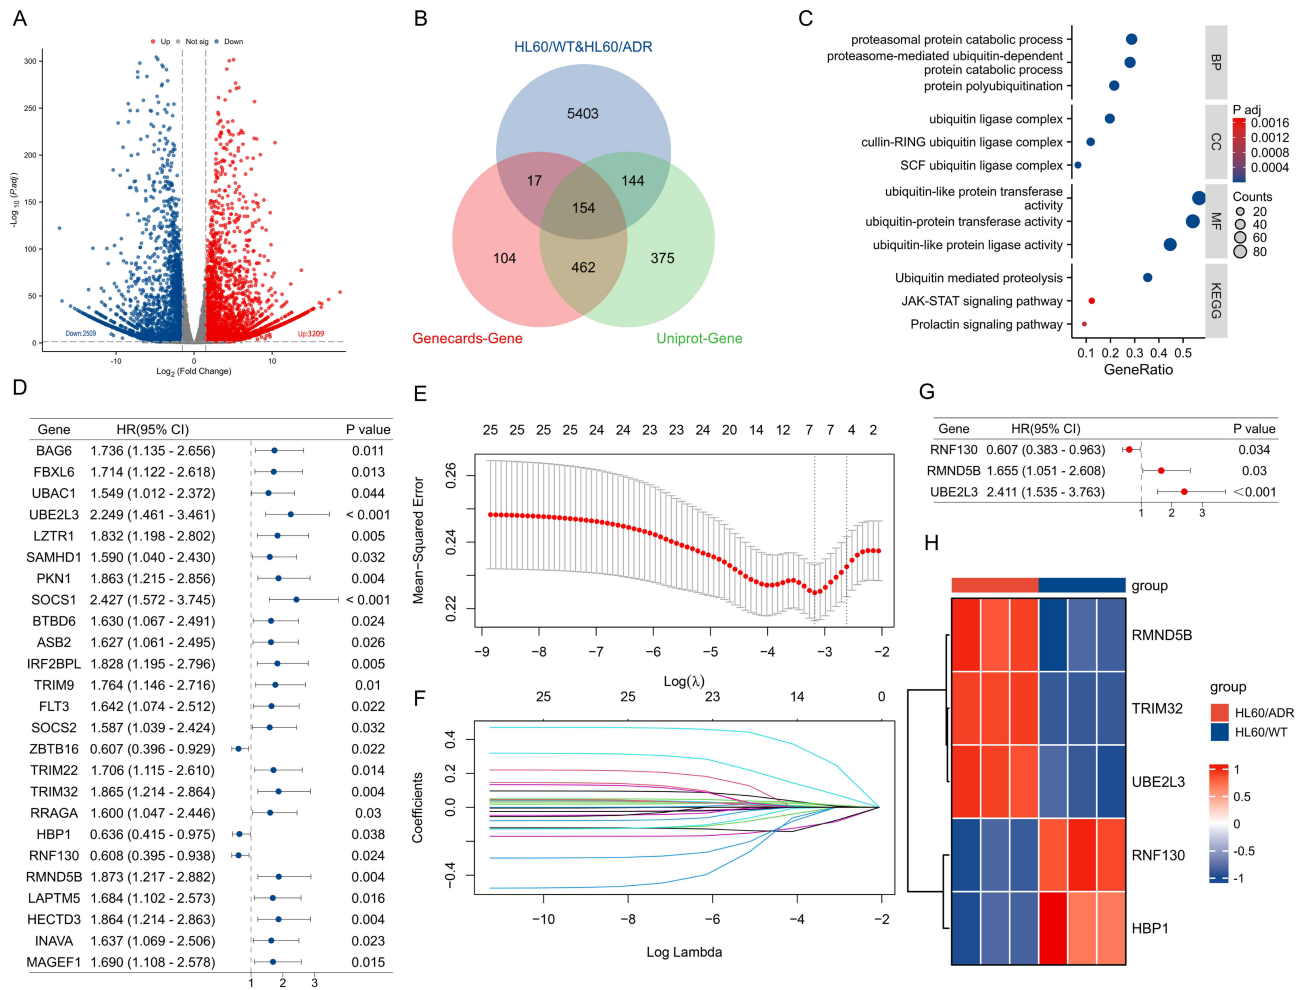 A
Up Not sig Down
300
250
200
150
100
50
0
-Log 10 (Padj)
Down:2509
Up:3209
-10 0 10
Log2 (Fold Change)
B
HL60/WT&HL60/ADR
5403
17
144
154
104
462
375
Genecards-Gene
Uniprot-Gene
C
proteasomal protein catabolic process
proteasome-mediated ubiquitin-dependent
protein catabolic process
protein polyubiquitination
BP
ubiquitin ligase complex
cullin-RING ubiquitin ligase complex
SCF ubiquitin ligase complex
CC
ubiquitin-like protein transferase
activity
ubiquitin-protein transferase activity
ubiquitin-like protein ligase activity
MF
Ubiquitin mediated proteolysis
JAK-STAT signaling pathway
Prolactin signaling pathway
KEGG
0.1 0.2 0.3 0.4 0.5
GeneRatio
P adj
0.0016
0.0012
0.0008
0.0004
Counts
20
40
60
80
D
Gene HR(95% CI) P value
BAG6 1.736 (1.135 - 2.656) 0.011
FBXL6 1.714 (1.122 - 2.618) 0.013
UBAC1 1.549 (1.012 - 2.372) 0.044
UBE2L3 2.249 (1.461 - 3.461) < 0.001
LZTR1 1.832 (1.198 - 2.802) 0.005
SAMHD1 1.590 (1.040 - 2.430) 0.032
PKN1 1.863 (1.215 - 2.856) 0.004
SOCS1 2.427 (1.572 - 3.745) < 0.001
BTBD6 1.630 (1.067 - 2.491) 0.024
ASB2 1.627 (1.061 - 2.495) 0.026
IRF2BPL 1.828 (1.195 - 2.796) 0.005
TRIM9 1.764 (1.146 - 2.716) 0.01
FLT3 1.642 (1.074 - 2.512) 0.022
SOCS2 1.587 (1.039 - 2.424) 0.032
ZBTB16 0.607 (0.396 - 0.929) 0.022
TRIM22 1.706 (1.115 - 2.610) 0.014
TRIM32 1.865 (1.214 - 2.864) 0.004
RRAGA 1.600 (1.047 - 2.446) 0.03
HBP1 0.636 (0.415 - 0.975) 0.038
RNF130 0.608 (0.395 - 0.938) 0.024
RMND5B 1.873 (1.217 - 2.882) 0.004
LAPTM5 1.684 (1.102 - 2.573) 0.016
HECTD3 1.864 (1.214 - 2.863) 0.004
INAVA 1.637 (1.069 - 2.506) 0.023
MAGEF1 1.690 (1.108 - 2.578) 0.015
1 2 3
E
25 25 25 25 24 24 23 23 24 20 14 12 7 7 4 2
0.26
0.24
0.22
Mean−Squared Error
−9 −8 −7 −6 −5 −4 −3 −2
Log(λ)
F
25 25 23 14 0
0.4
0.2
0.0
−0.4
Coefficients
−10 −8 −6 −4 −2
Log Lambda
G
Gene HR(95% CI) P value
RNF130 0.607 (0.383 - 0.963) 0.034
RMND5B 1.655 (1.051 - 2.608) 0.03
UBE2L3 2.411 (1.535 - 3.763) <0.001
1 2 3
H
group
RMND5B
TRIM32
UBE2L3
RNF130
HBP1
group
HL60/ADR
HL60/WT
1
0.5
0
-0.5
-1